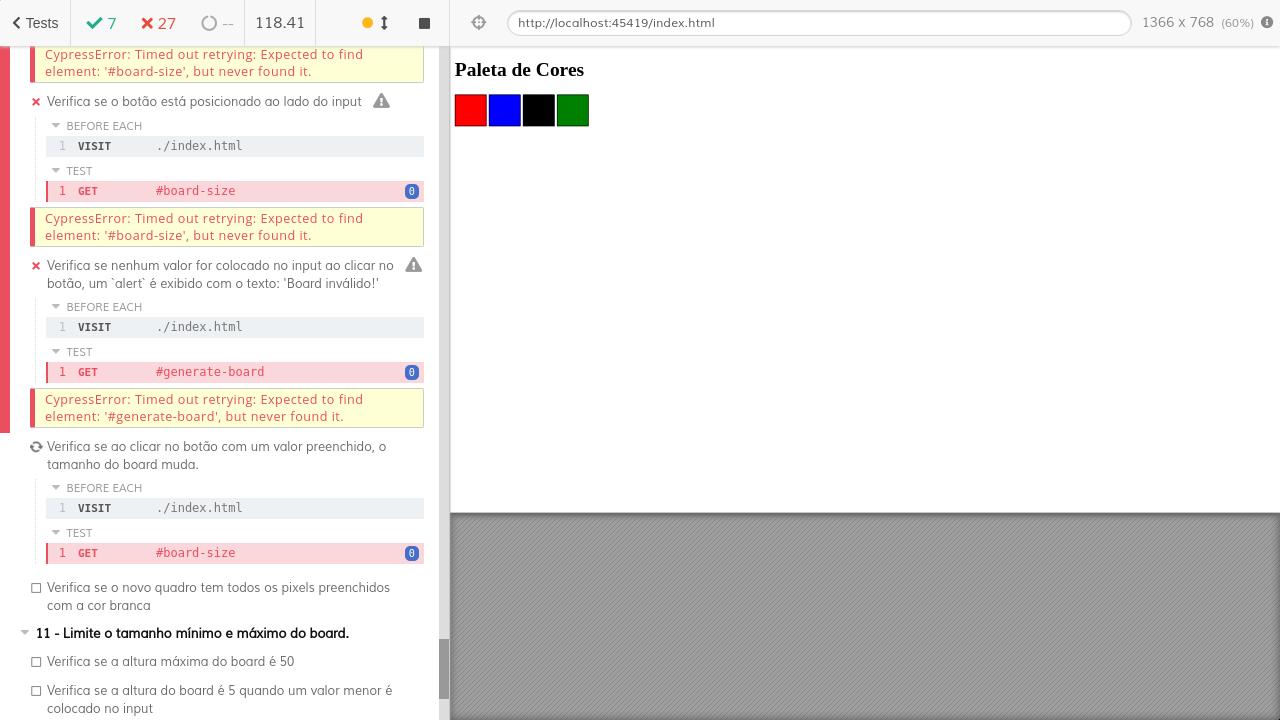 Tests 7 27 -- 118.41 http://localhost:45419/index.html 1366 x 768 (60%)
CypressError: Timed out retrying: Expected to find
element: '#board-size', but never found it.
Verifica se o botão está posicionado ao lado do input
BEFORE EACH
1 VISIT ./index.html
TEST
1 GET #board-size 0
CypressError: Timed out retrying: Expected to find
element: '#board-size', but never found it.
Verifica se nenhum valor for colocado no input ao clicar no
botão, um `alert` é exibido com o texto: 'Board inválido!'
BEFORE EACH
1 VISIT ./index.html
TEST
1 GET #generate-board 0
CypressError: Timed out retrying: Expected to find
element: '#generate-board', but never found it.
Verifica se ao clicar no botão com um valor preenchido, o
tamanho do board muda.
BEFORE EACH
1 VISIT ./index.html
TEST
1 GET #board-size 0
Verifica se o novo quadro tem todos os pixels preenchidos
com a cor branca
11 - Limite o tamanho mínimo e máximo do board.
Verifica se a altura máxima do board é 50
Verifica se a altura do board é 5 quando um valor menor é
colocado no input
Paleta de Cores